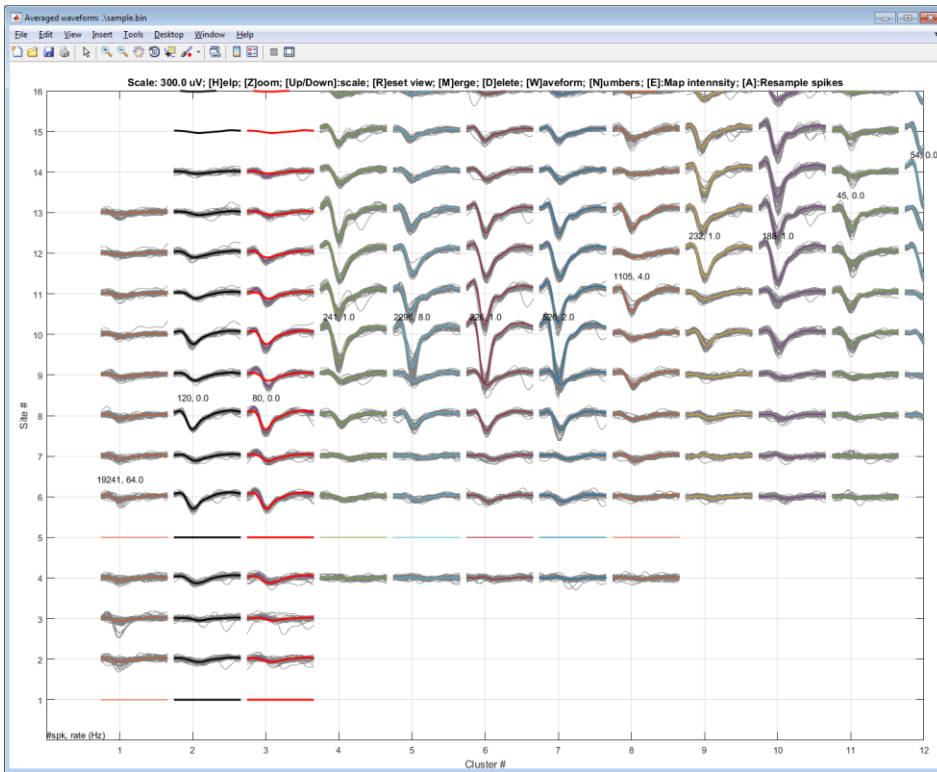 Averaged waveform: .\sample.bin
File Edit View Insert Tools Desktop Window Help
Scale: 300.0 uV; [H]elp; [Z]oom; [Up/Down]:scale; [R]eset view; [M]erge; [D]elete; [W]aveform; [N]umbers; [E]:Map intennsity; [A]:Resample spikes
16
15
54, 0.0
14
45, 0.0
13
232, 1.0 188, 1.0
12
1105, 4.0
11
241, 1.0 2298, 8.0 226, 1.0 526, 2.0
10
9
120, 0.0 80, 0.0
8
Site #
7
19241, 64.0
6
5
4
3
2
1
#spk, rate (Hz)
1 2 3 4 5 6 7 8 9 10 11 12
Cluster #